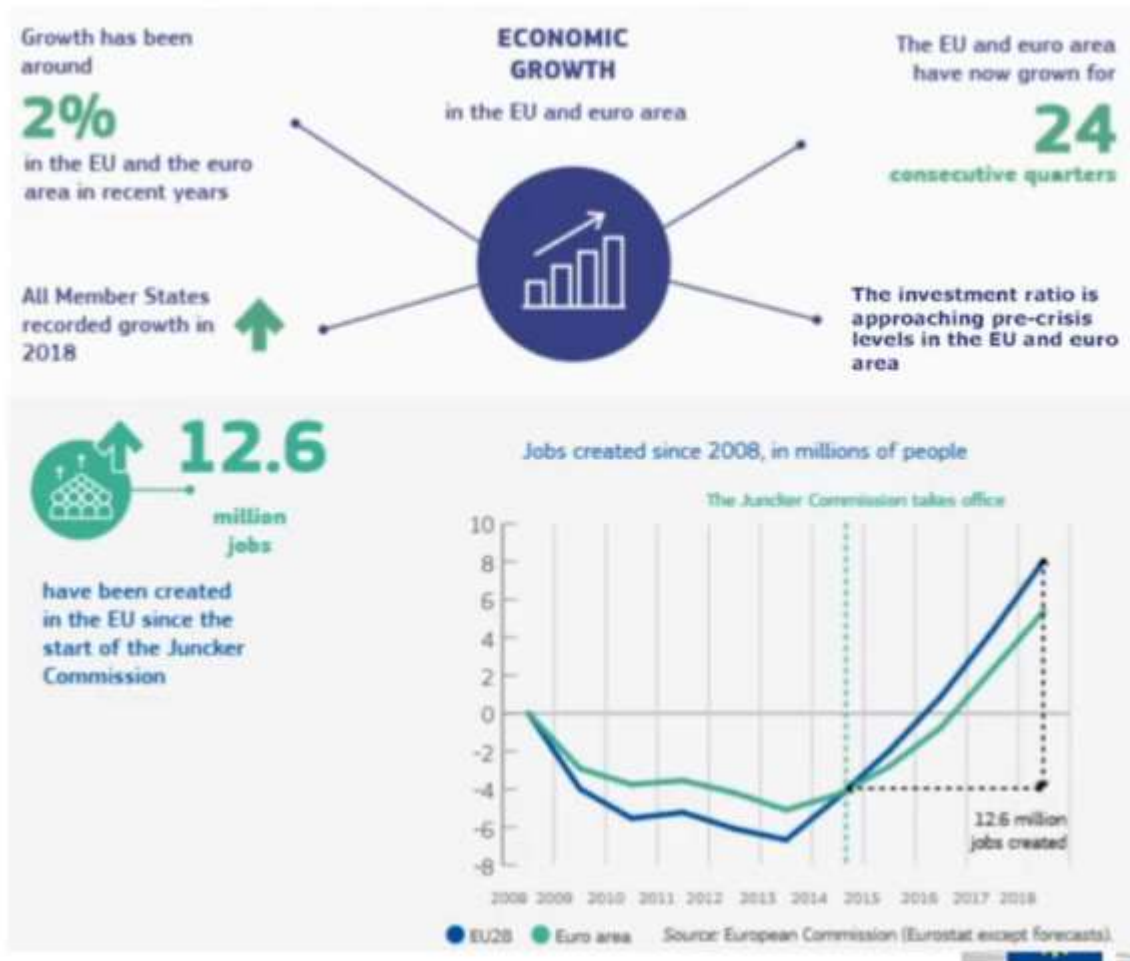 Growth has been
around
2%
in the EU and the euro
area in recent years
ECONOMIC
GROWTH
in the EU and euro area
The EU and euro area
have now grown for
24
consecutive quarters
All Member States
recorded growth in
2018
The investment ratio is
approaching pre-crisis
levels in the EU and euro
area
12.6
million
jobs
have been created
in the EU since the
start of the Juncker
Commission
Jobs created since 2008, in millions of people
The Juncker Commission takes office
10
8
6
4
2
0
-2
-4
-6
-8
12.6 million
jobs created
2008 2009 2010 2011 2012 2013 2014 2015 2016 2017 2018
EU28 Euro area Source: European Commission (Eurostat except forecasts).